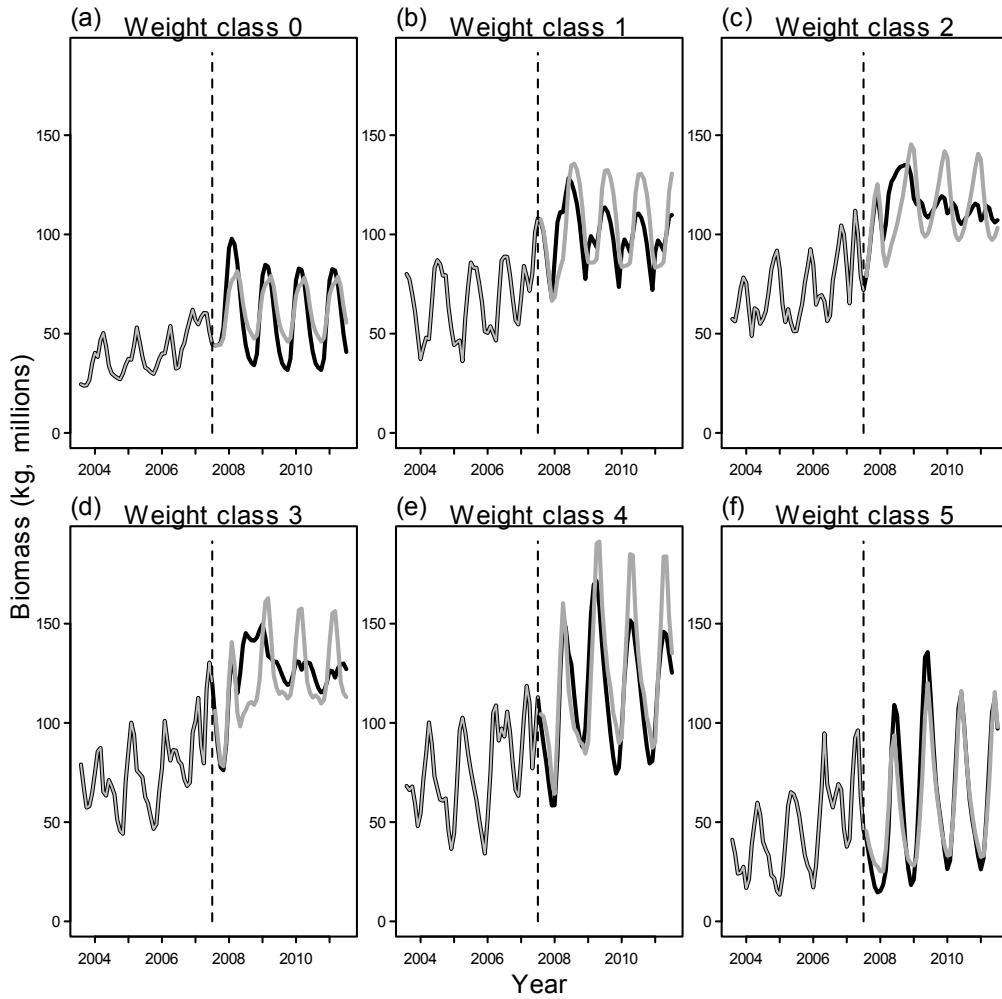 (a) Weight class 0
(b) Weight class 1
(c) Weight class 2
150
100
50
0
2004 2006 2008 2010
150
100
50
0
2004 2006 2008 2010
150
100
50
0
2004 2006 2008 2010
Biomass (kg, millions)
(d) Weight class 3
(e) Weight class 4
(f) Weight class 5
150
100
50
0
2004 2006 2008 2010
150
100
50
0
2004 2006 2008 2010
150
100
50
0
2004 2006 2008 2010
Year